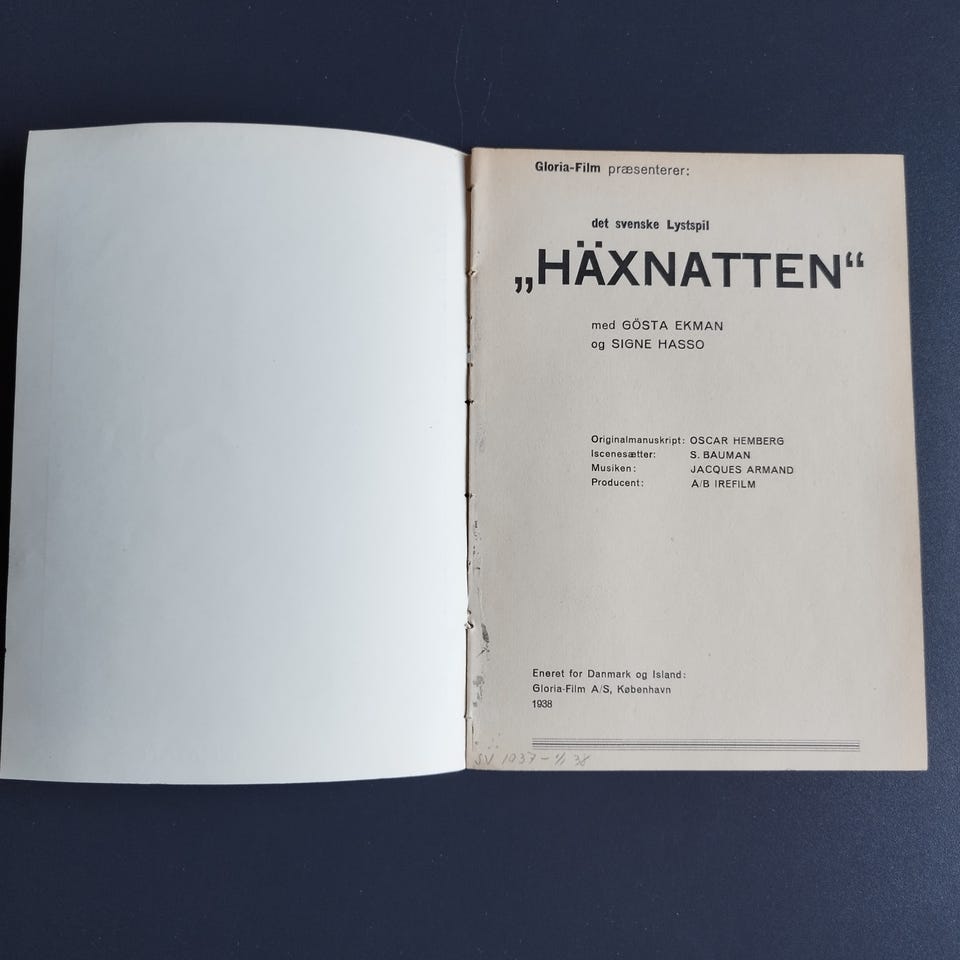 Gloria-Film præsenterer:
det svenske Lystspil
„HÄXNATTEN“
med GÖSTA EKMAN
og SIGNE HASSO
Originalmanuskript: OSCAR HEMBERG
Iscenesætter: S. BAUMAN
Musiken: JACQUES ARMAND
Producent: A/B IREFILM
Eneret for Danmark og Island:
Gloria-Film A/S, København
1938
SV 1937 - 1/1 38